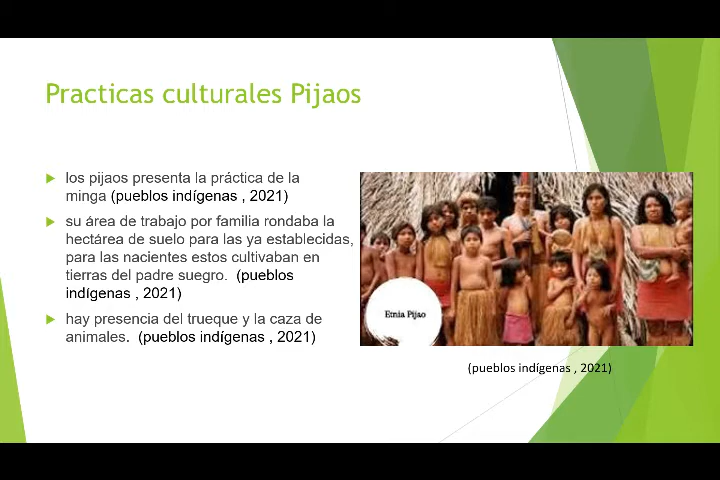 Practicas culturales Pijaos
los pijaos presenta la práctica de la
minga (pueblos indígenas , 2021)
su área de trabajo por familia rondaba la
hectárea de suelo para las ya establecidas,
para las nacientes estos cultivaban en
tierras del padre suegro.  (pueblos
indígenas , 2021)
hay presencia del trueque y la caza de
animales.  (pueblos indígenas , 2021)
Etnia Pijao
(pueblos indígenas , 2021)